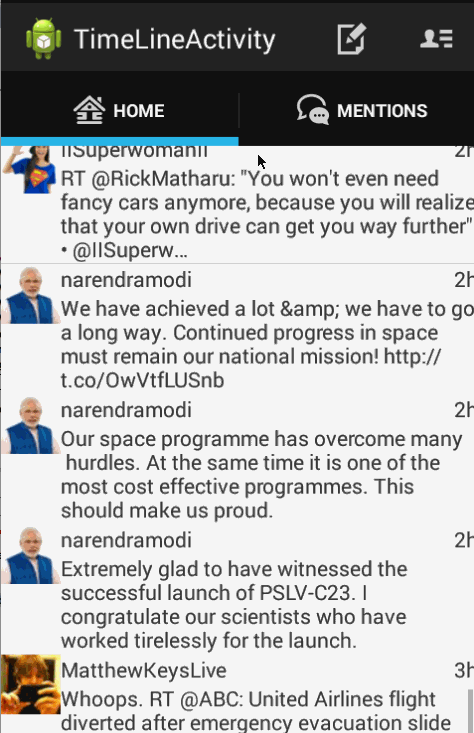 TimeLineActivity
HOME
MENTIONS
IISuperwomanII
2h
RT @RickMatharu: "You won't even need
fancy cars anymore, because you will realize
that your own drive can get you way further"
• @IISuperw...
narendramodi
2h
We have achieved a lot &amp; we have to go
a long way. Continued progress in space
must remain our national mission! http://
t.co/OwVtfLUSnb
narendramodi
2h
Our space programme has overcome many
hurdles. At the same time it is one of the
most cost effective programmes. This
should make us proud.
narendramodi
2h
Extremely glad to have witnessed the
successful launch of PSLV-C23. I
congratulate our scientists who have
worked tirelessly for the launch.
MatthewKeysLive
3h
Whoops. RT @ABC: United Airlines flight
diverted after emergency evacuation slide